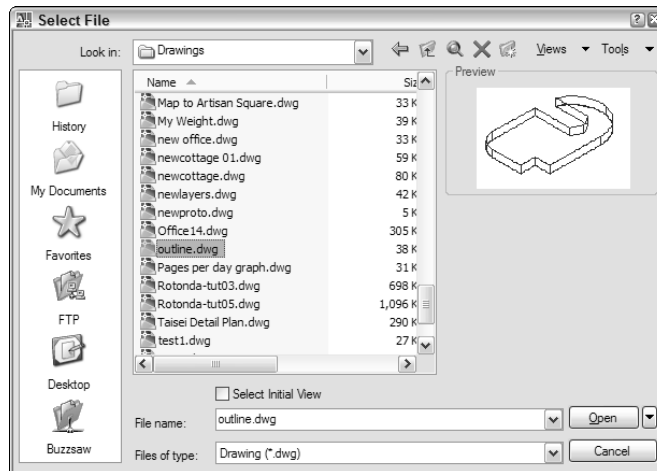 Select File
Look in: Drawings Views Tools
Preview
Name Siz
Map to Artisan Square.dwg 33 K
My Weight.dwg 39 K
new office.dwg 33 K
newcottage 01.dwg 59 K
newcottage.dwg 80 K
newlayers.dwg 42 K
newproto.dwg 5 K
Office14.dwg 305 K
outline.dwg 38 K
Pages per day graph.dwg 31 K
Rotonda-tut03.dwg 698 K
Rotonda-tut05.dwg 1,096 K
Taisei Detail Plan.dwg 290 K
test1.dwg 27 K
History
My Documents
Favorites
FTP
Desktop
Buzzsaw
Select Initial View
File name: outline.dwg Open
Files of type: Drawing (*.dwg) Cancel